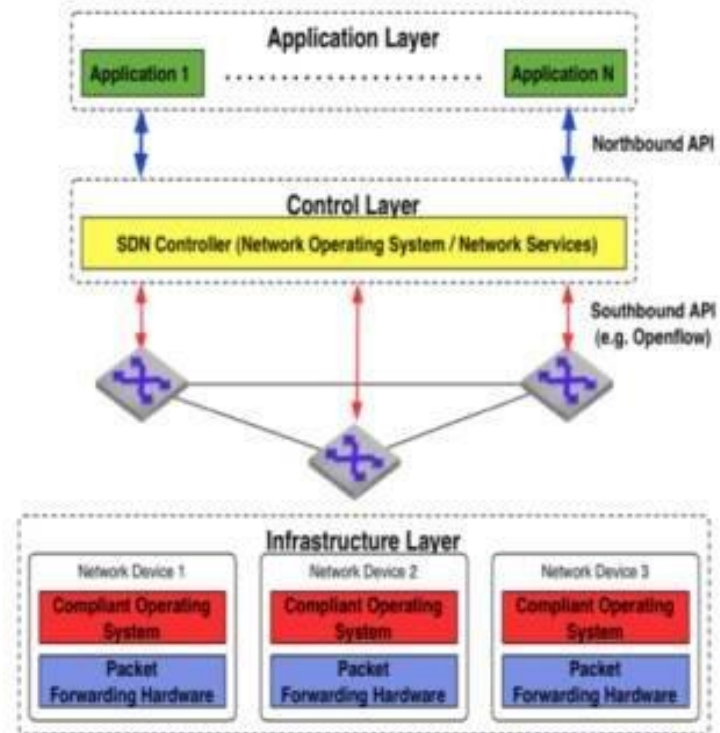 Application Layer
Application 1
Application N
Northbound API
Control Layer
SDN Controller (Network Operating System / Network Services)
Southbound API
(e.g. Openflow)
Infrastructure Layer
Network Device 1
Compliant Operating
System
Packet
Forwarding Hardware
Network Device 2
Compliant Operating
System
Packet
Forwarding Hardware
Network Device 3
Compliant Operating
System
Packet
Forwarding Hardware